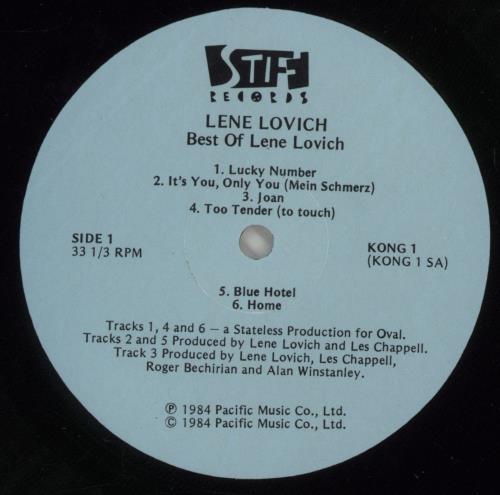 STIFF
RECORDS
LENE LOVICH
Best Of Lene Lovich
1. Lucky Number
2. It's You, Only You (Mein Schmerz)
3. Joan
4. Too Tender (to touch)
SIDE 1
33 1/3 RPM
KONG 1
(KONG 1 SA)
5. Blue Hotel
6. Home
Tracks 1, 4 and 6 — a Stateless Production for Oval.
Tracks 2 and 5 Produced by Lene Lovich and Les Chappell.
Track 3 Produced by Lene Lovich, Les Chappell,
Roger Bechirian and Alan Winstanley.
℗ 1984 Pacific Music Co., Ltd.
© 1984 Pacific Music Co., Ltd.